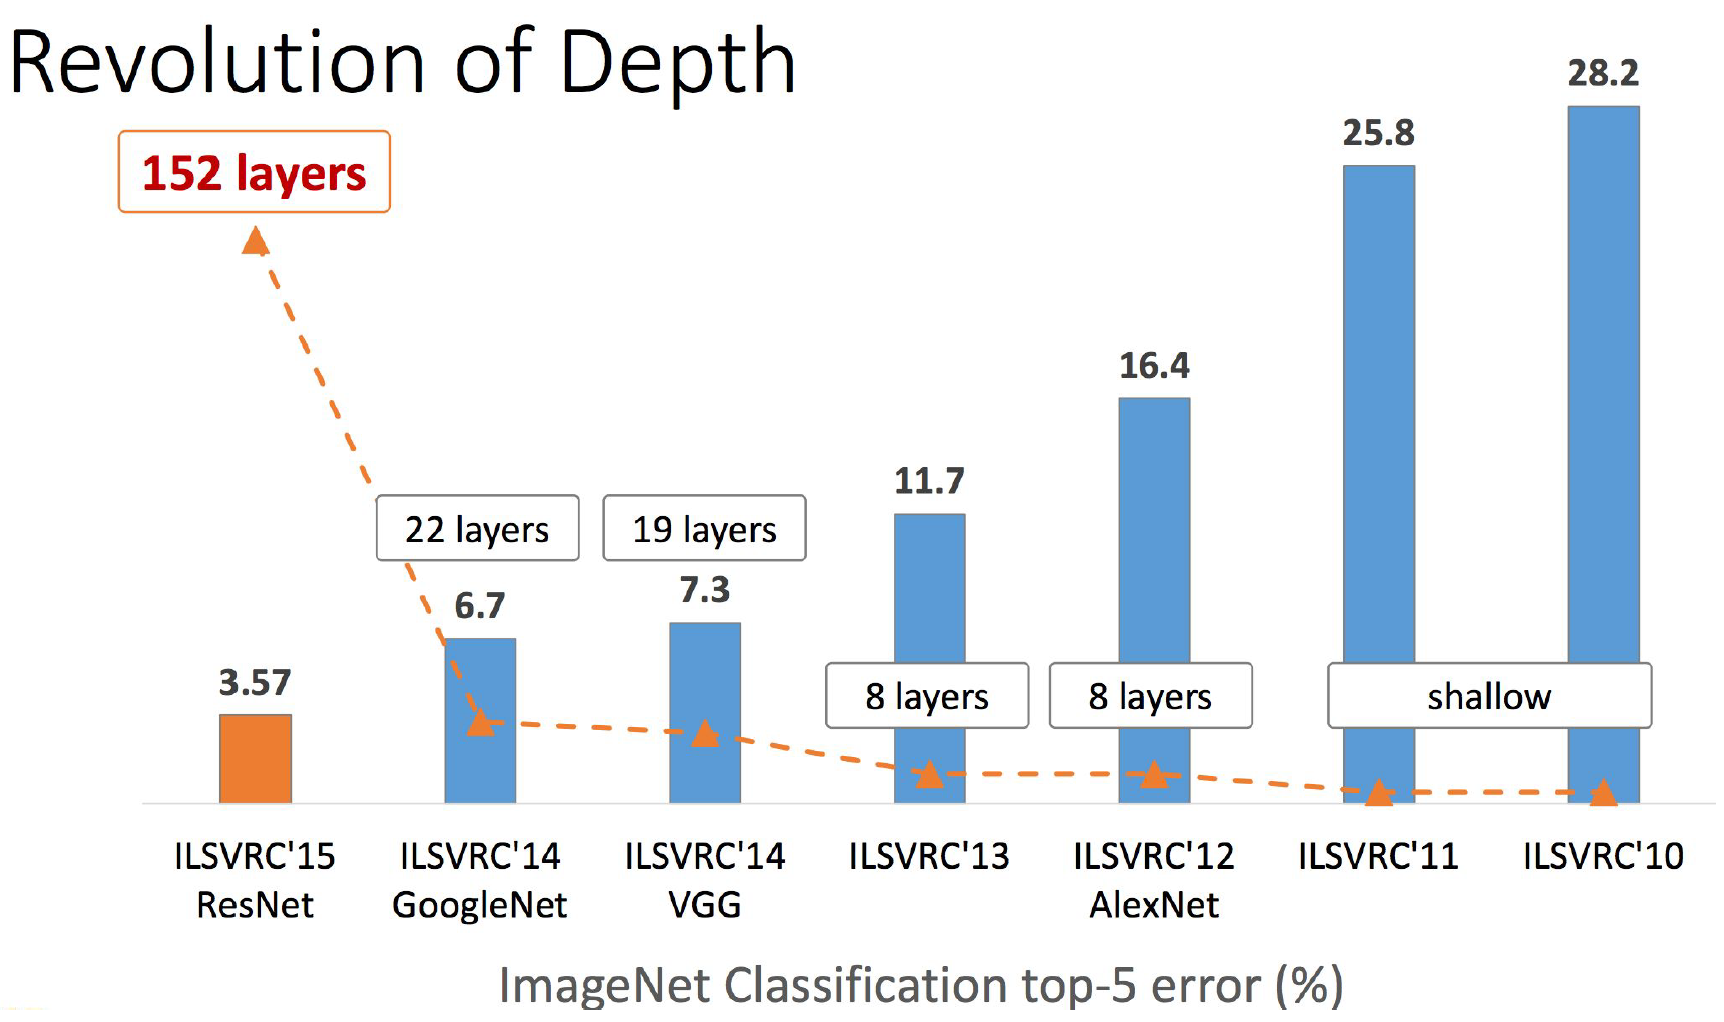 Revolution of Depth
28.2
25.8
152 layers
16.4
11.7
22 layers
19 layers
7.3
6.7
3.57
8 layers
8 layers
shallow
ILSVRC'15
ResNet
ILSVRC'14
GoogleNet
ILSVRC'14
VGG
ILSVRC'13
ILSVRC'12
AlexNet
ILSVRC'11
ILSVRC'10
ImageNet Classification top-5 error (%)